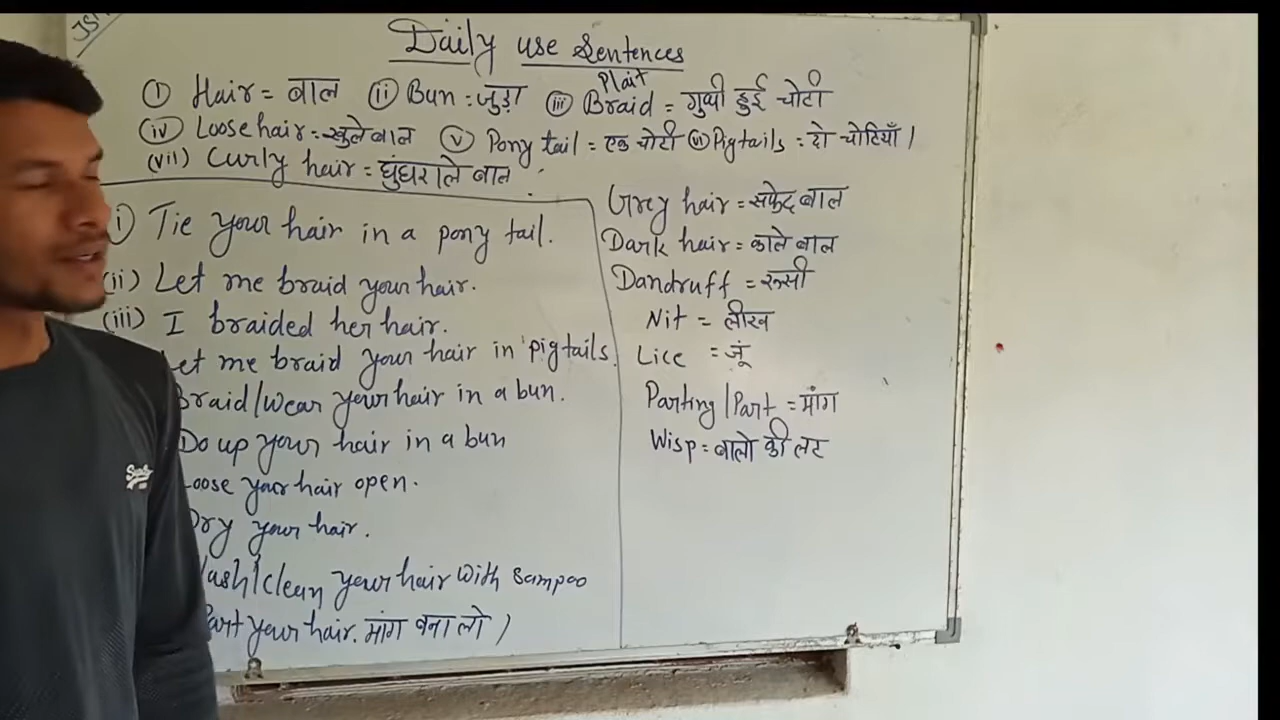 JSM
Daily use Sentences
Plait
(i) Hair = बाल (ii) Bun = जुड़ा (iii) Braid = गुथी हुई चोटी
(iv) Loose hair = खुले बाल (v) Pony tail = एक चोटी (vi) Pigtails = दो चोटियाँ।
(vii) Curly hair = घुंघराले बाल
(i) Tie your hair in a pony tail.
(ii) Let me braid your hair.
(iii) I braided her hair.
Let me braid your hair in pigtails.
Braid/Wear your hair in a bun.
Do up your hair in a bun
Loose your hair open.
Dry your hair.
Wash/clean your hair with sampoo
Part your hair. मांग बना लो।
Grey hair = सफेद बाल
Dark hair = काले बाल
Dandruff = रूसी
Nit = लीख
Lice = जूं
Parting/Part = मांग
Wisp = बालो की लट
Superdry